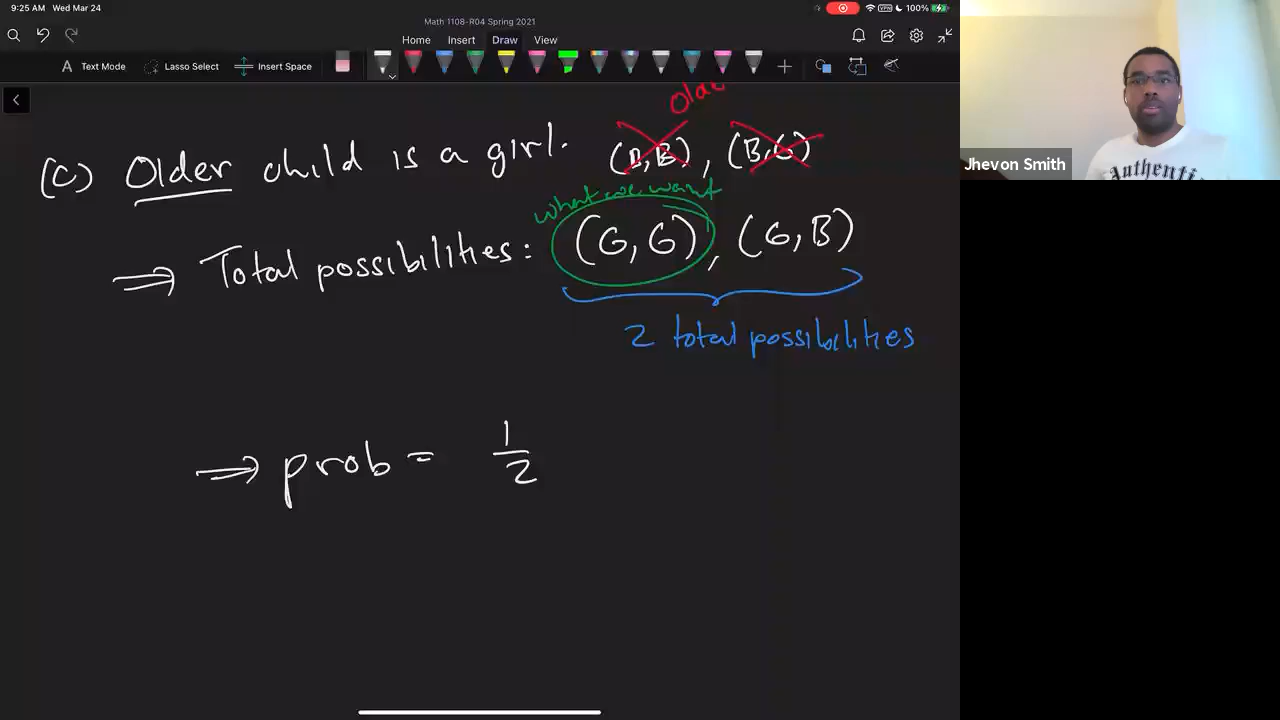 9:25 AM Wed Mar 24
100%
Math 1108-R04 Spring 2021
Home Insert Draw View
Text Mode Lasso Select Insert Space
(c) Older child is a girl. (B,B), (B,G)
what we want
⟹ Total possibilities: (G,G), (G,B)
2 total possibilities
⟹ prob = 1/2
Jhevon Smith
Authentic